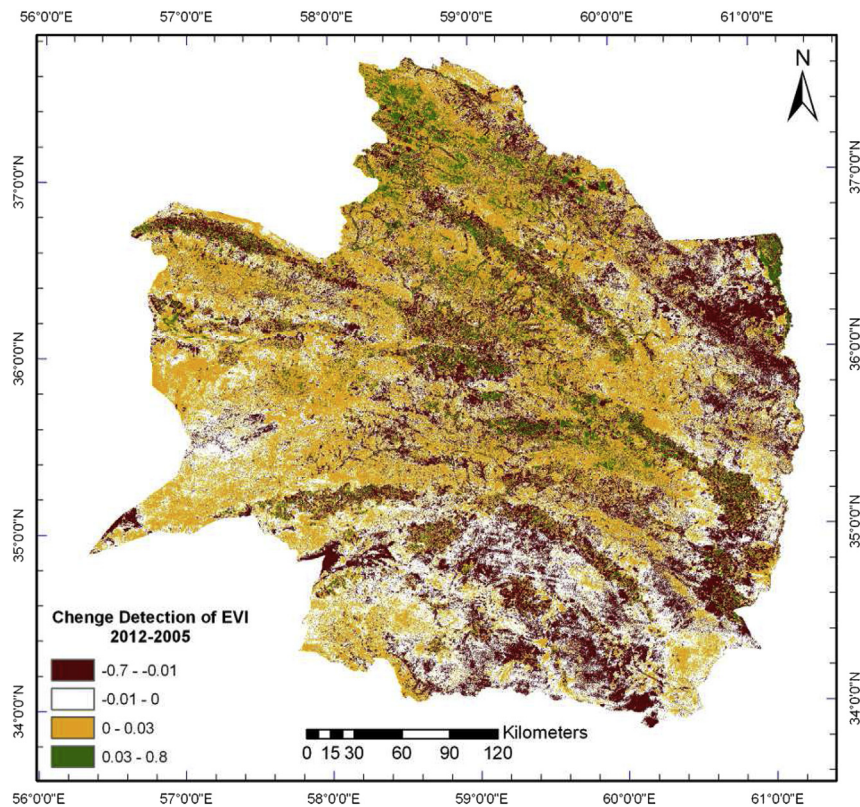 56°0'0"E 57°0'0"E 58°0'0"E 59°0'0"E 60°0'0"E 61°0'0"E
N
37°0'0"N 37°0'0"N
36°0'0"N 36°0'0"N
35°0'0"N 35°0'0"N
34°0'0"N 34°0'0"N
Chenge Detection of EVI
2012-2005
-0.7 - -0.01
-0.01 - 0
0 - 0.03
0.03 - 0.8
Kilometers
0 15 30 60 90 120
56°0'0"E 57°0'0"E 58°0'0"E 59°0'0"E 60°0'0"E 61°0'0"E